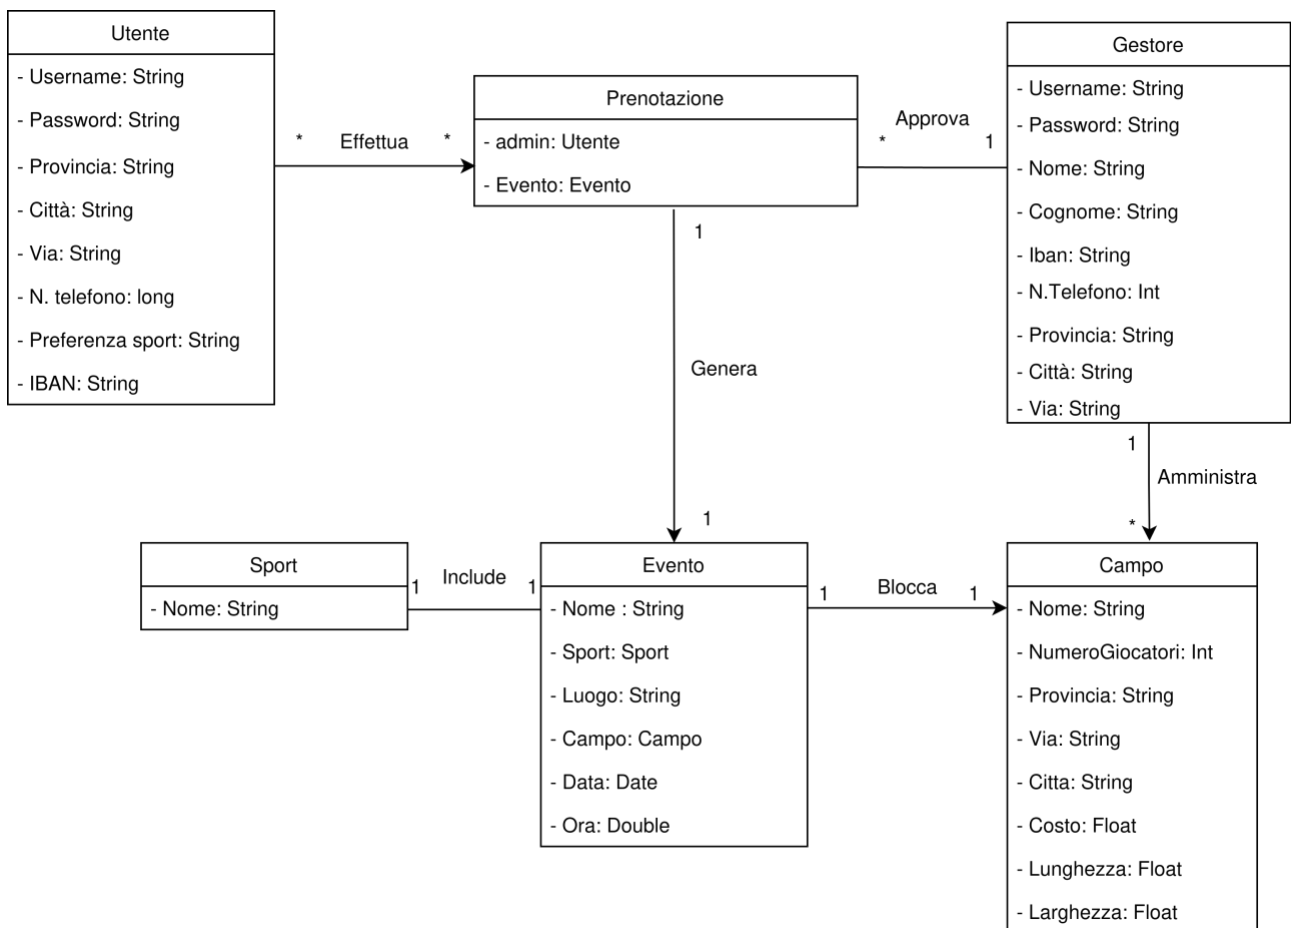 Utente
- Username: String
- Password: String
- Provincia: String
- Città: String
- Via: String
- N. telefono: long
- Preferenza sport: String
- IBAN: String
* Effettua *
Prenotazione
- admin: Utente
- Evento: Evento
Approva
* 1
Gestore
- Username: String
- Password: String
- Nome: String
- Cognome: String
- Iban: String
- N.Telefono: Int
- Provincia: String
- Città: String
- Via: String
1
Genera
1
1
Amministra
*
Sport
- Nome: String
1 Include 1
Evento
- Nome : String
- Sport: Sport
- Luogo: String
- Campo: Campo
- Data: Date
- Ora: Double
1 Blocca 1
Campo
- Nome: String
- NumeroGiocatori: Int
- Provincia: String
- Via: String
- Citta: String
- Costo: Float
- Lunghezza: Float
- Larghezza: Float